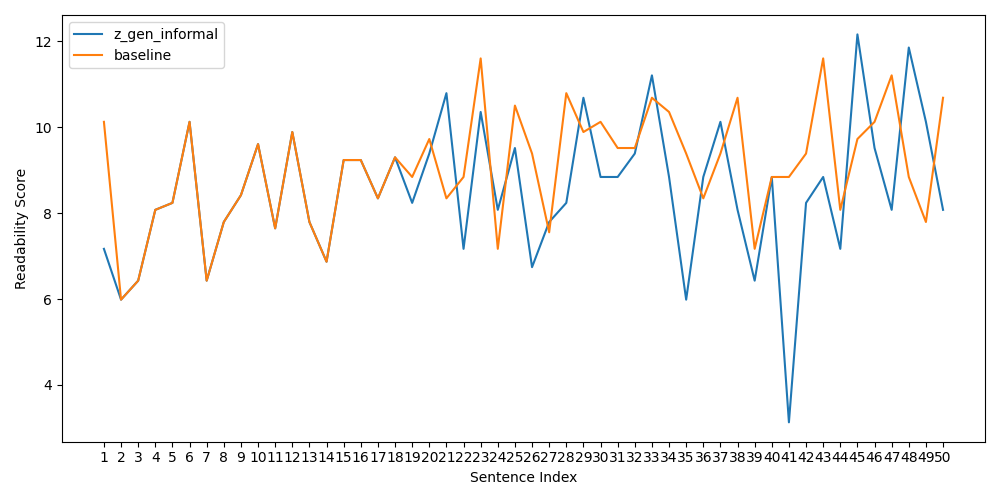 z_gen_informal
baseline
12
10
8
6
4
Readability Score
1 2 3 4 5 6 7 8 9 10 11 12 13 14 15 16 17 18 19 20 21 22 23 24 25 26 27 28 29 30 31 32 33 34 35 36 37 38 39 40 41 42 43 44 45 46 47 48 49 50
Sentence Index